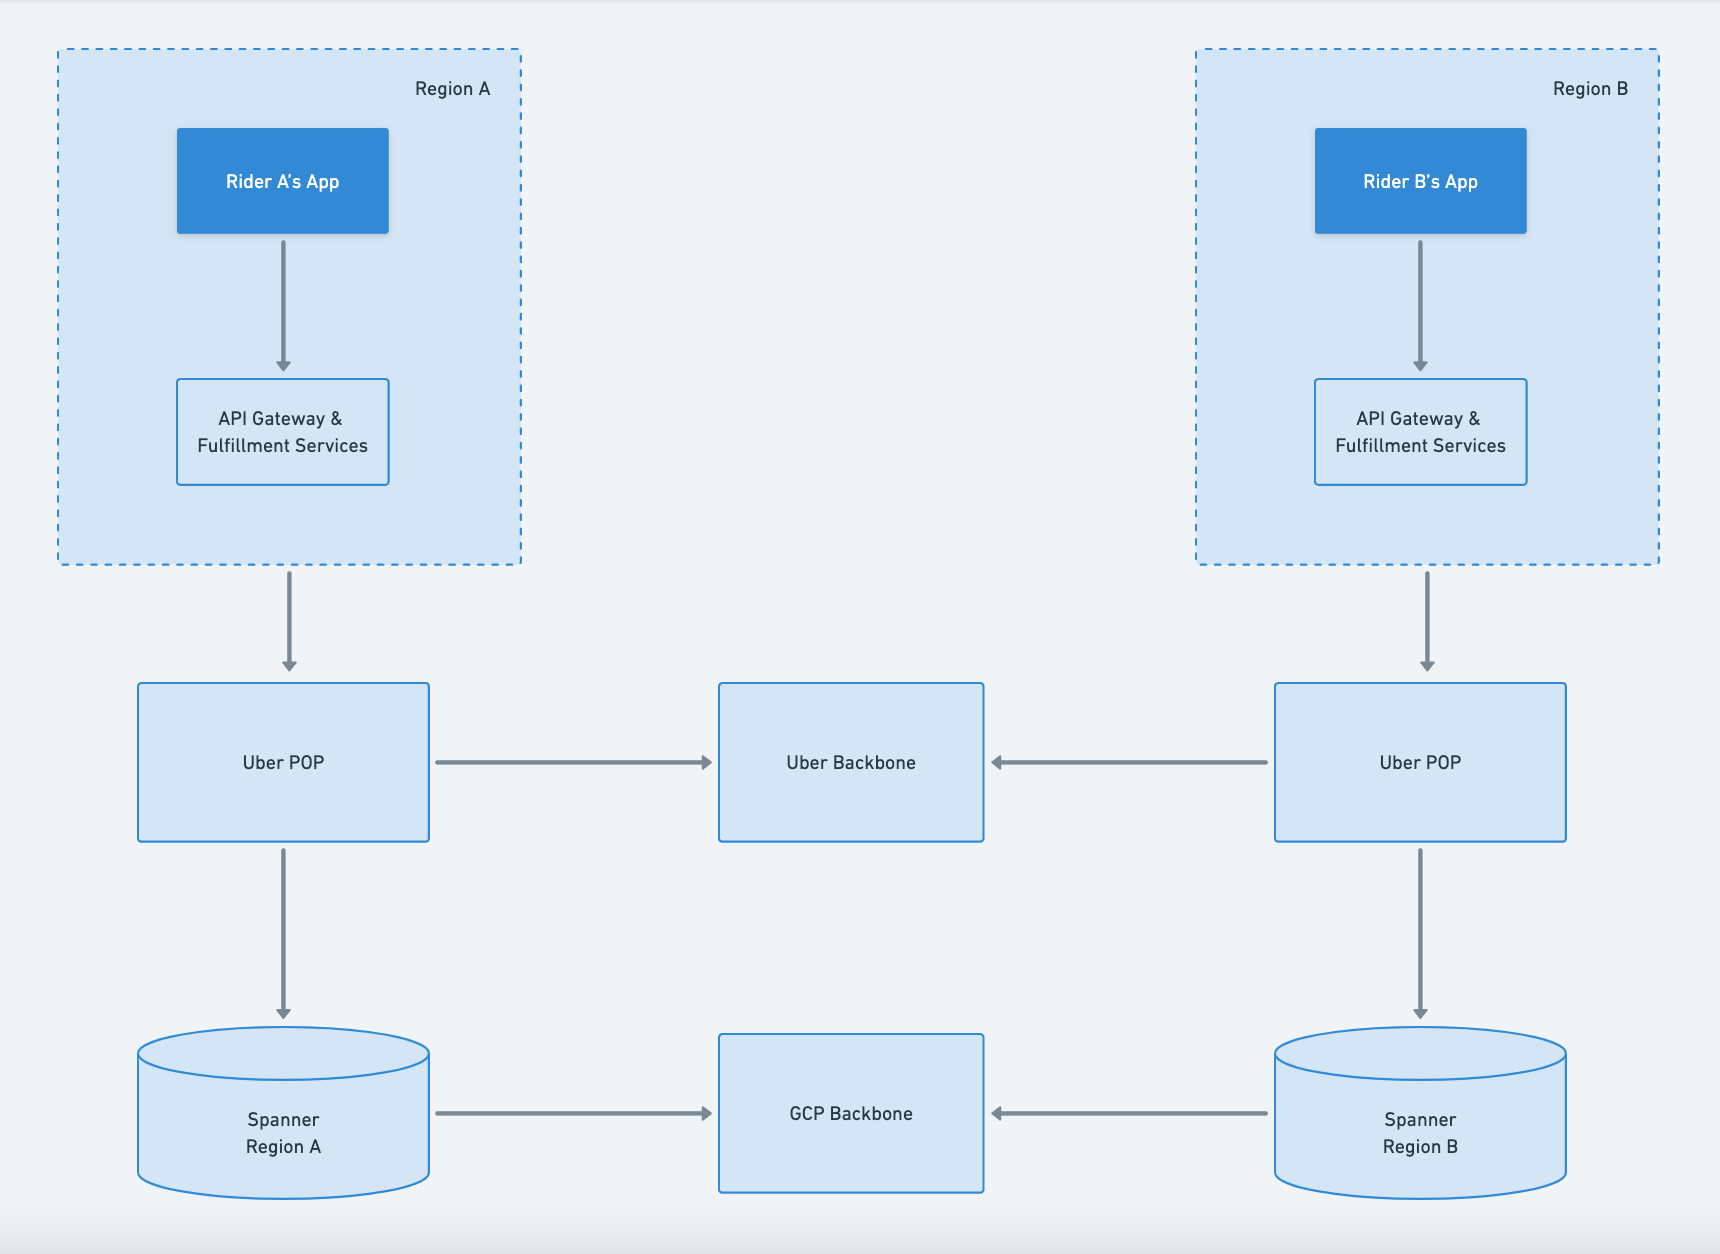 Region A
Region B
Rider A’s App
Rider B’s App
API Gateway &
Fulfillment Services
API Gateway &
Fulfillment Services
Uber POP
Uber Backbone
Uber POP
Spanner
Region A
GCP Backbone
Spanner
Region B